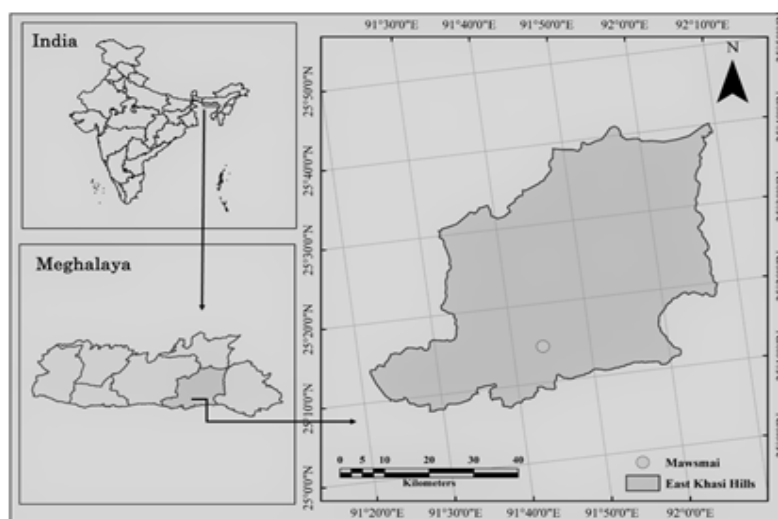 India
Meghalaya
91°30'0"E 91°40'0"E 91°50'0"E 92°0'0"E 92°10'0"E
N
25°50'0"N
25°40'0"N
25°30'0"N
25°20'0"N
25°10'0"N
25°0'0"N
0 5 10 20 30 40
Kilometers
Mawsmai
East Khasi Hills
91°20'0"E 91°30'0"E 91°40'0"E 91°50'0"E 92°0'0"E